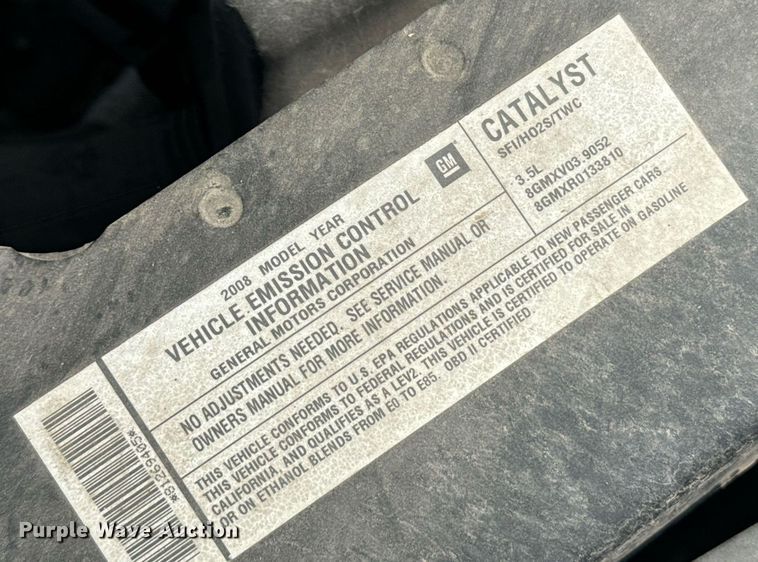 2008 MODEL YEAR
VEHICLE EMISSION CONTROL
INFORMATION
GENERAL MOTORS CORPORATION
GM
CATALYST
SFI/HO2S/TWC
3.5L
8GMXV03.9052
8GMXR0133810
NO ADJUSTMENTS NEEDED. SEE SERVICE MANUAL OR
OWNERS MANUAL FOR MORE INFORMATION.
THIS VEHICLE CONFORMS TO U.S. EPA REGULATIONS APPLICABLE TO NEW PASSENGER CARS
THIS VEHICLE CONFORMS TO FEDERAL REGULATIONS AND IS CERTIFIED FOR SALE IN
CALIFORNIA, AND QUALIFIES AS A LEV2. THIS VEHICLE IS CERTIFIED TO OPERATE ON GASOLINE
OR ON ETHANOL BLENDS FROM E0 TO E85. OBD II CERTIFIED.
*81269405*
Purple Wave Auction